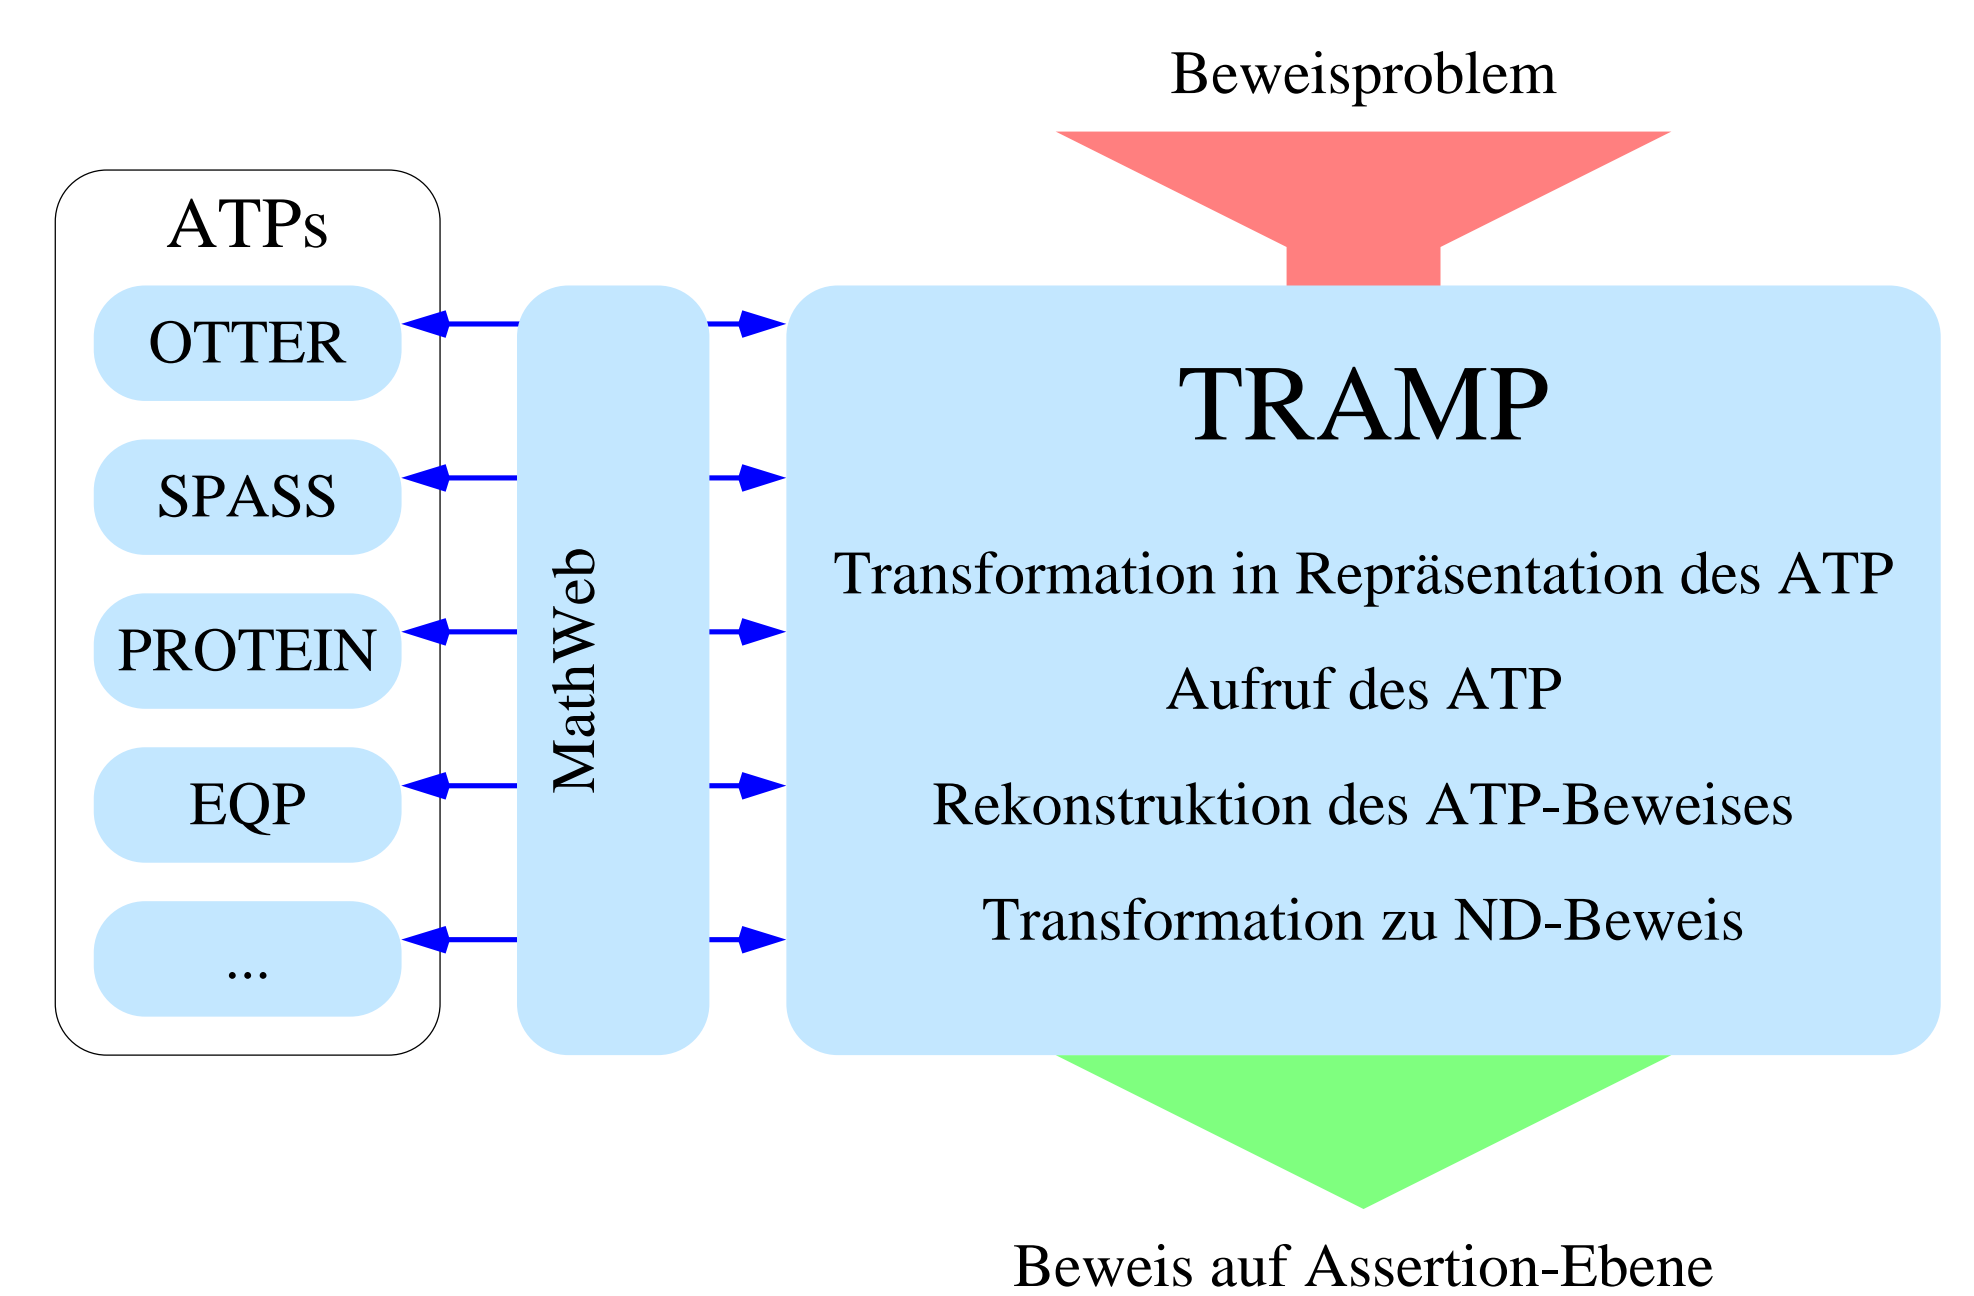 Beweisproblem
ATPs
OTTER
SPASS
PROTEIN
EQP
...
MathWeb
TRAMP
Transformation in Repräsentation des ATP
Aufruf des ATP
Rekonstruktion des ATP-Beweises
Transformation zu ND-Beweis
Beweis auf Assertion-Ebene